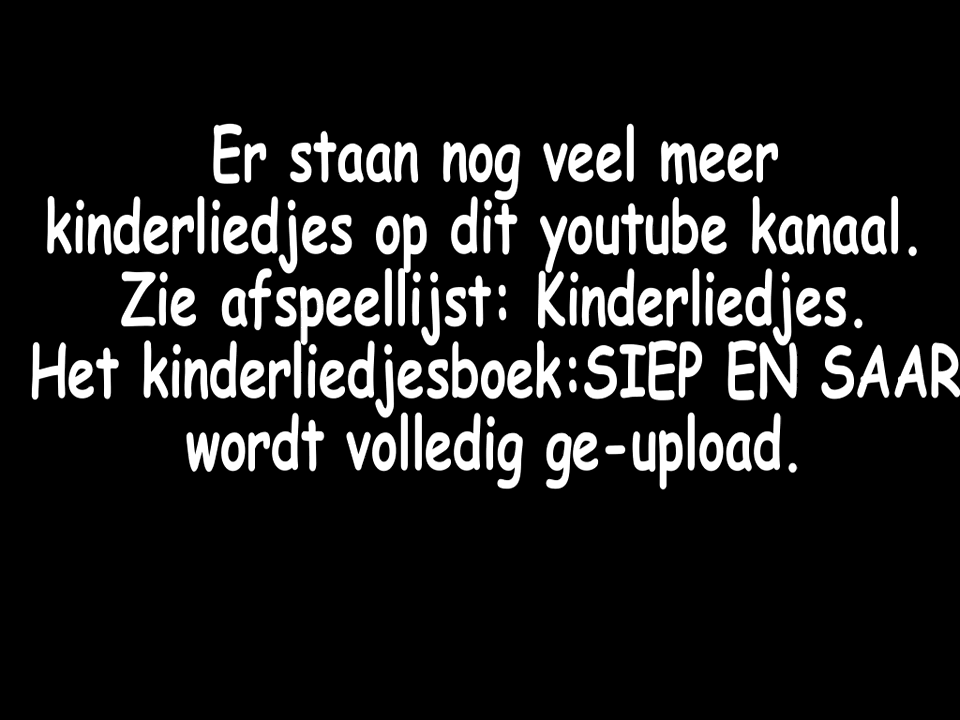 Er staan nog veel meer
kinderliedjes op dit youtube kanaal.
Zie afspeellijst: Kinderliedjes.
Het kinderliedjesboek:SIEP EN SAAR
wordt volledig ge-upload.